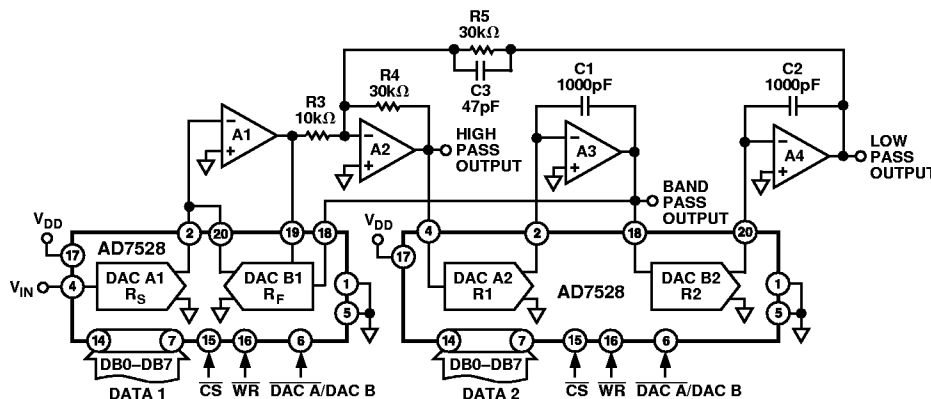 R5
30kΩ
C3
47pF
R4
30kΩ
R3
10kΩ
C1
1000pF
C2
1000pF
A1
A2
A3
A4
HIGH
PASS
OUTPUT
BAND
PASS
OUTPUT
LOW
PASS
OUTPUT
VDD
17
AD7528
2
20
19
18
VIN
4
DAC A1
RS
DAC B1
RF
1
5
14
7
15
16
6
DB0–DB7
DATA 1
CS
WR
DAC A/DAC B
VDD
17
4
2
18
20
DAC A2
R1
AD7528
DAC B2
R2
1
5
14
7
15
16
6
DB0–DB7
DATA 2
CS
WR
DAC A/DAC B